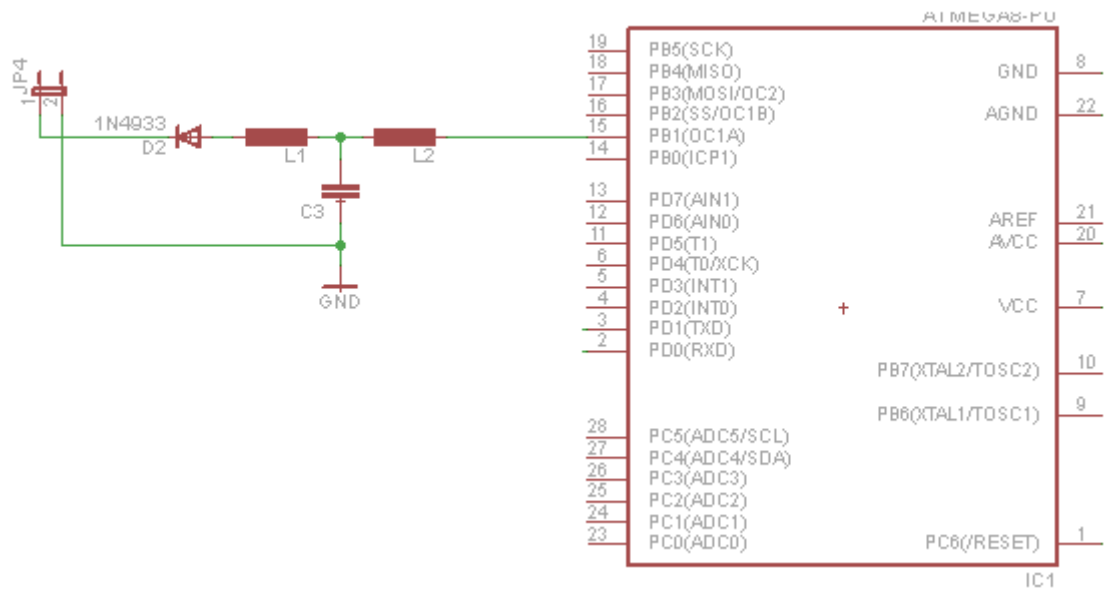 ATMEGA8-PU
JP4
1
2
1N4933
D2
L1
L2
C3
GND
19 PB5(SCK)
18 PB4(MISO)
17 PB3(MOSI/OC2)
16 PB2(SS/OC1B)
15 PB1(OC1A)
14 PB0(ICP1)
13 PD7(AIN1)
12 PD6(AIN0)
11 PD5(T1)
6 PD4(T0/XCK)
5 PD3(INT1)
4 PD2(INT0)
3 PD1(TXD)
2 PD0(RXD)
28 PC5(ADC5/SCL)
27 PC4(ADC4/SDA)
26 PC3(ADC3)
25 PC2(ADC2)
24 PC1(ADC1)
23 PC0(ADC0)
GND 8
AGND 22
AREF 21
AVCC 20
VCC 7
PB7(XTAL2/TOSC2) 10
PB6(XTAL1/TOSC1) 9
PC6(/RESET) 1
IC1